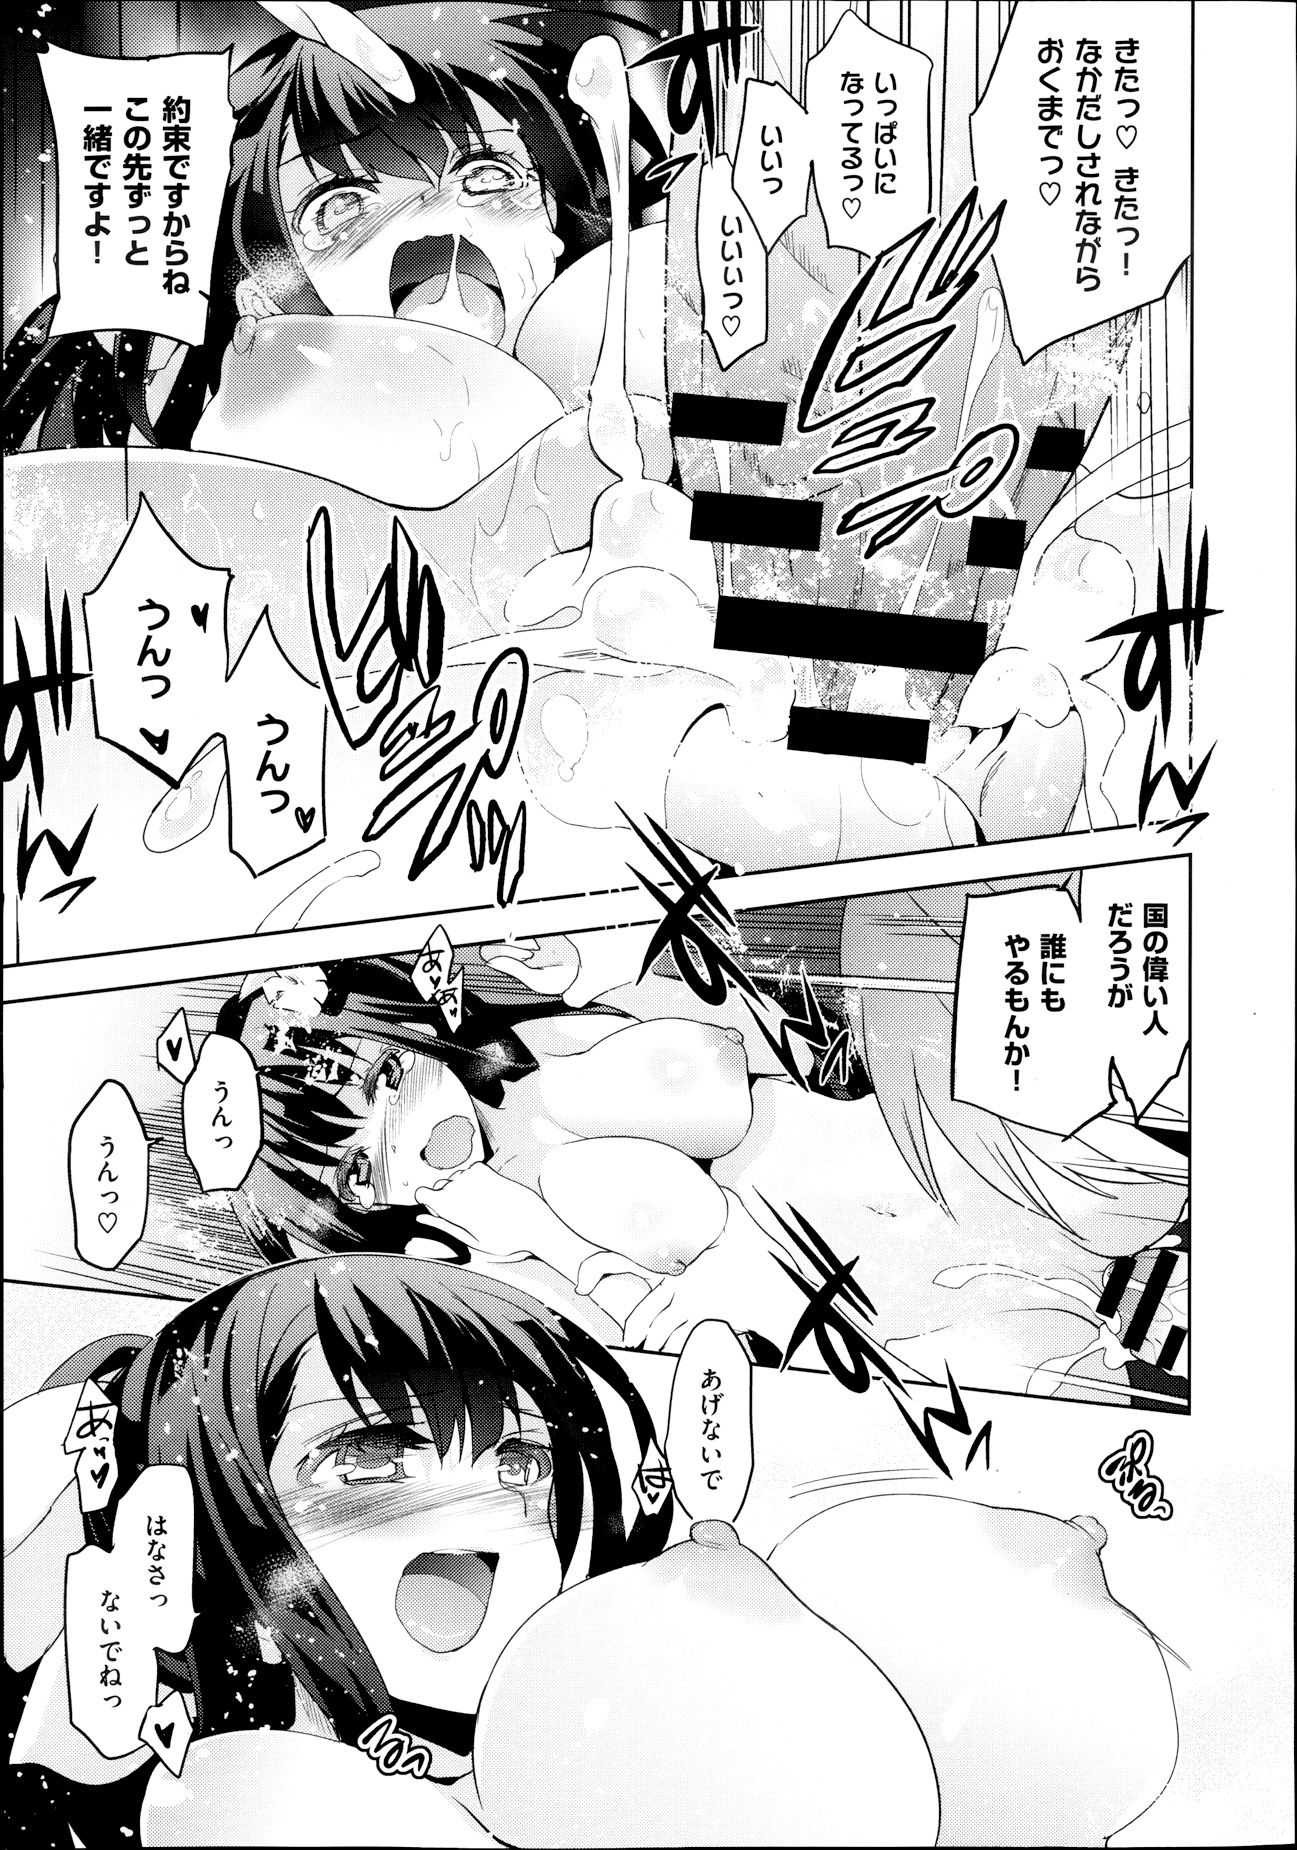 きたっ♡ きたっ！
なかだしされながら
おくまでっ♡
いっぱいに
なってるっ♡
いいっ
いいいっ♡
約束ですからね
この先ずっと
一緒ですよ！
うんっ♥
うんっ♥
国の偉い人
だろうが
誰にも
やるもんか！
うんっ
うんっ♡
あげないで
はなさっ
ないでねっ